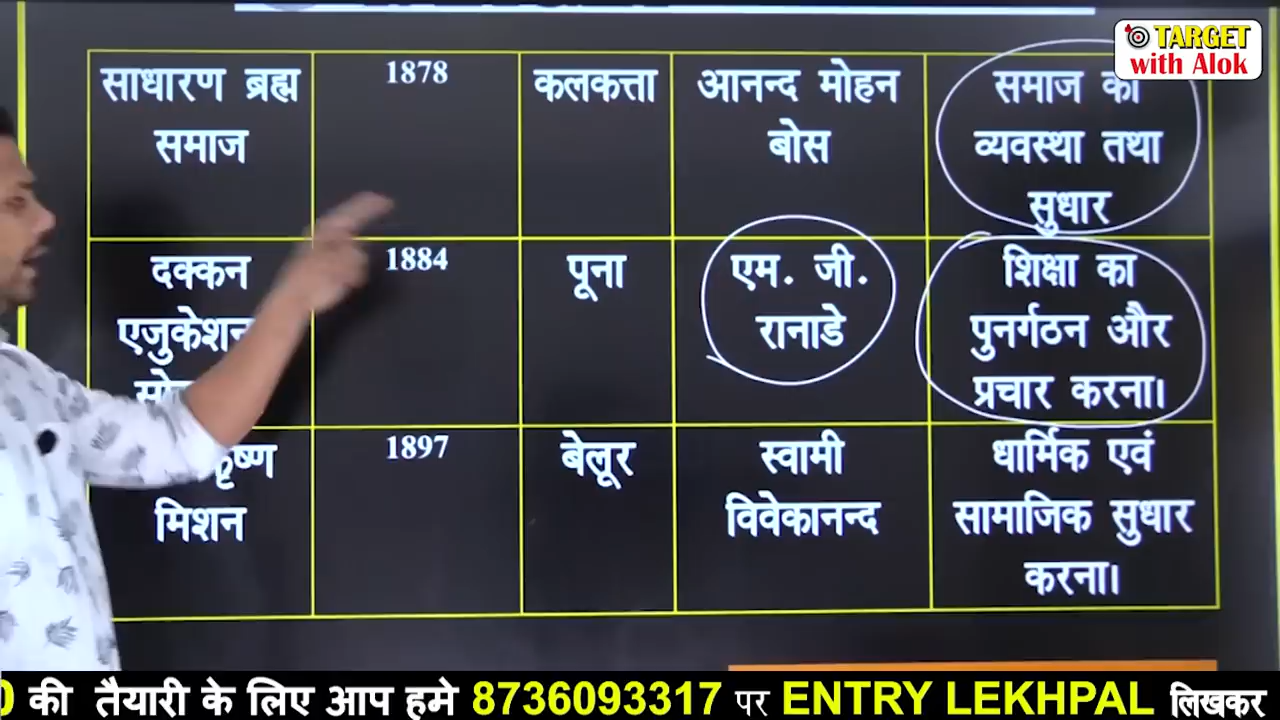 TARGET
with Alok
साधारण ब्रह्म
समाज
1878
कलकत्ता
आनन्द मोहन
बोस
समाज की
व्यवस्था तथा
सुधार
दक्कन
एजुकेशन
1884
पूना
एम. जी.
रानाडे
शिक्षा का
पुनर्गठन और
प्रचार करना।
मिशन
1897
बेलूर
स्वामी
विवेकानन्द
धार्मिक एवं
सामाजिक सुधार
करना।
की तैयारी के लिए आप हमे 8736093317 पर ENTRY LEKHPAL लिखकर